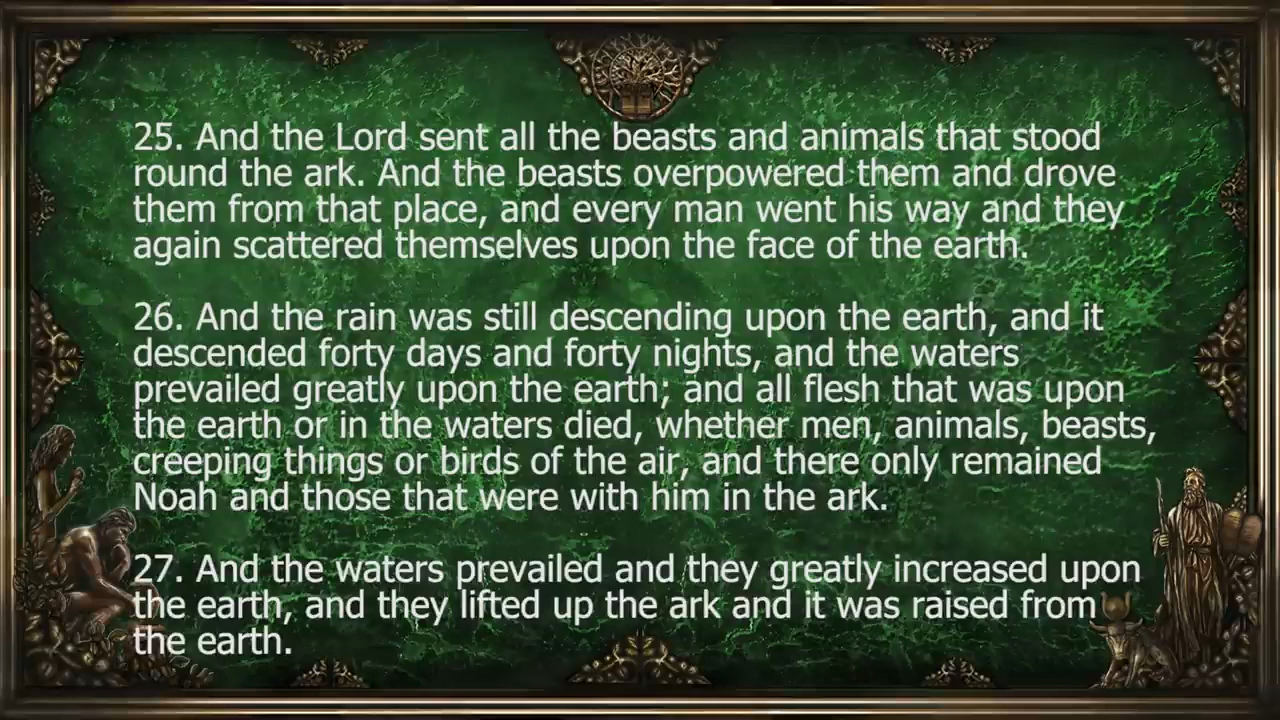 25. And the Lord sent all the beasts and animals that stood
round the ark. And the beasts overpowered them and drove
them from that place, and every man went his way and they
again scattered themselves upon the face of the earth.
26. And the rain was still descending upon the earth, and it
descended forty days and forty nights, and the waters
prevailed greatly upon the earth; and all flesh that was upon
the earth or in the waters died, whether men, animals, beasts,
creeping things or birds of the air, and there only remained
Noah and those that were with him in the ark.
27. And the waters prevailed and they greatly increased upon
the earth, and they lifted up the ark and it was raised from
the earth.